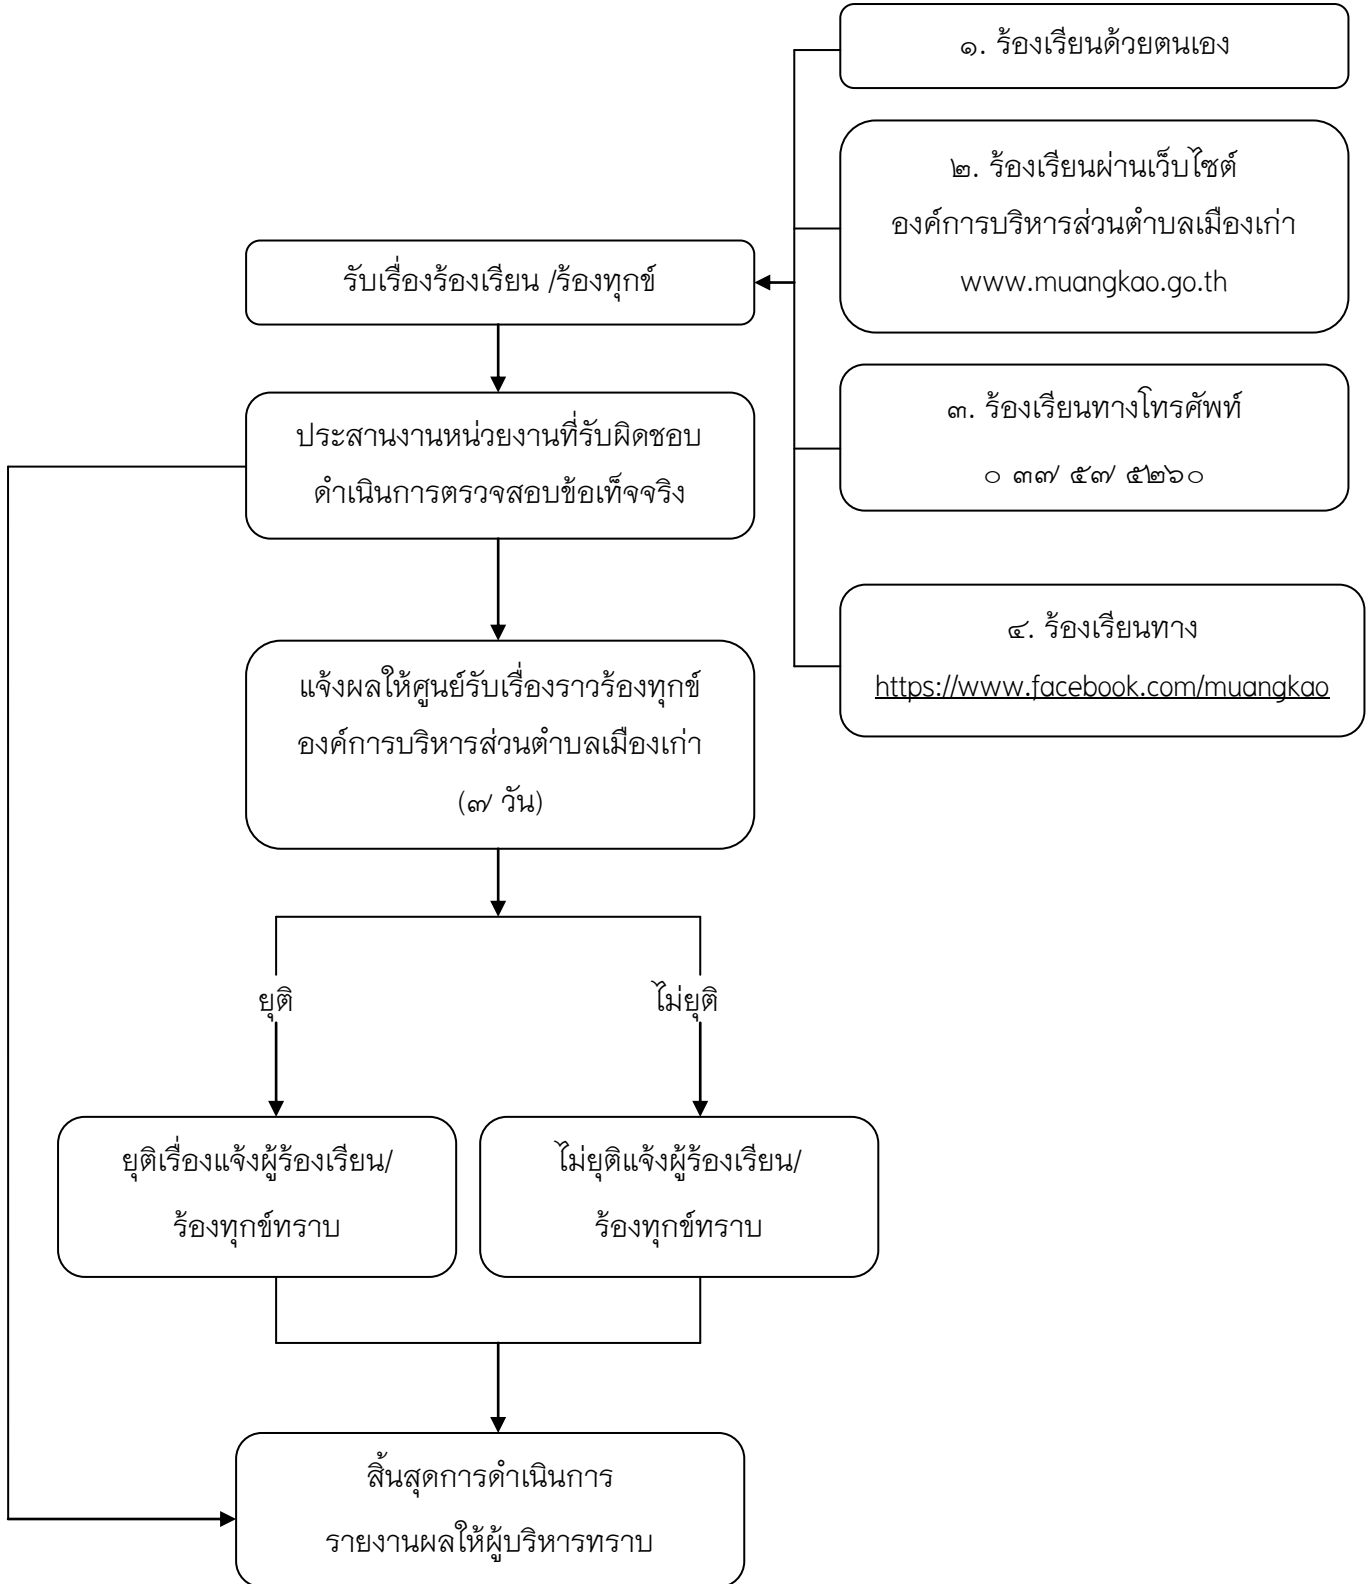 ๑. ร้องเรียนด้วยตนเอง
๒. ร้องเรียนผ่านเว็บไซต์
องค์การบริหารส่วนตำบลเมืองเก่า
www.muangkao.go.th
รับเรื่องร้องเรียน /ร้องทุกข์
๓. ร้องเรียนทางโทรศัพท์
๐ ๓๗ ๕๗ ๕๒๖๐
ประสานงานหน่วยงานที่รับผิดชอบ
ดำเนินการตรวจสอบข้อเท็จจริง
๔. ร้องเรียนทาง
https://www.facebook.com/muangkao
แจ้งผลให้ศูนย์รับเรื่องราวร้องทุกข์
องค์การบริหารส่วนตำบลเมืองเก่า
(๗ วัน)
ยุติ
ไม่ยุติ
ยุติเรื่องแจ้งผู้ร้องเรียน/
ร้องทุกข์ทราบ
ไม่ยุติแจ้งผู้ร้องเรียน/
ร้องทุกข์ทราบ
สิ้นสุดการดำเนินการ
รายงานผลให้ผู้บริหารทราบ